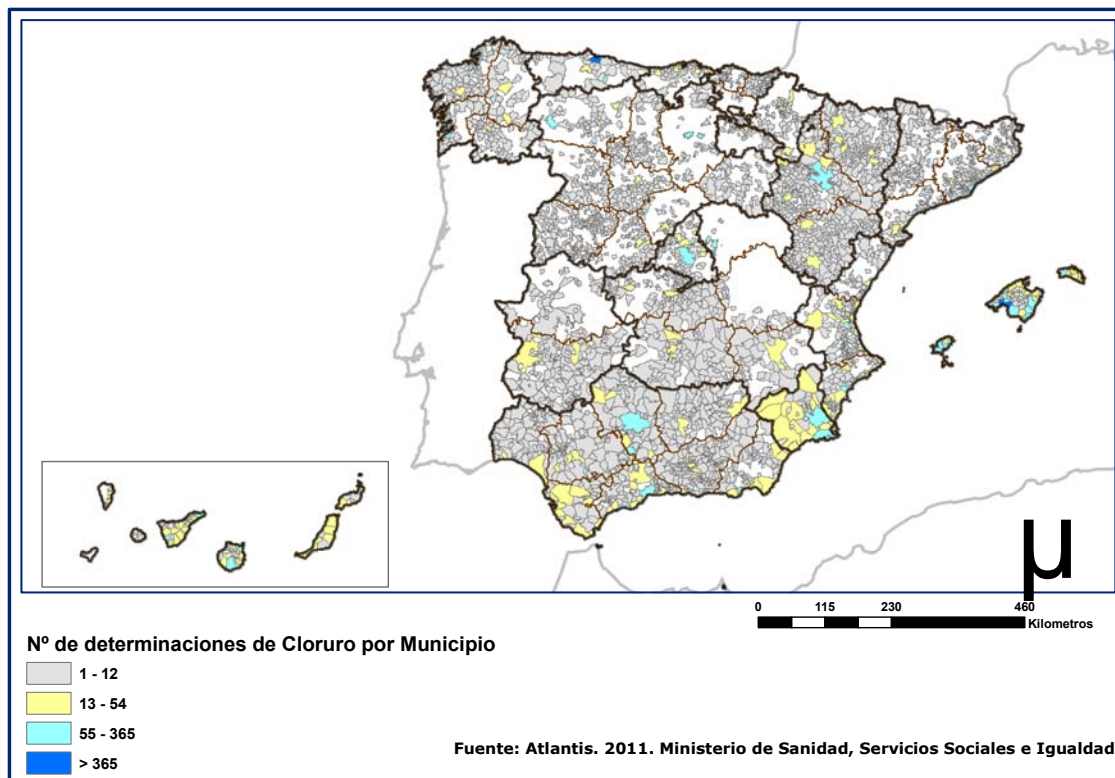 µ
0 115 230 460
Kilometros
Nº de determinaciones de Cloruro por Municipio
1 - 12
13 - 54
55 - 365
> 365
Fuente: Atlantis. 2011. Ministerio de Sanidad, Servicios Sociales e Igualdad